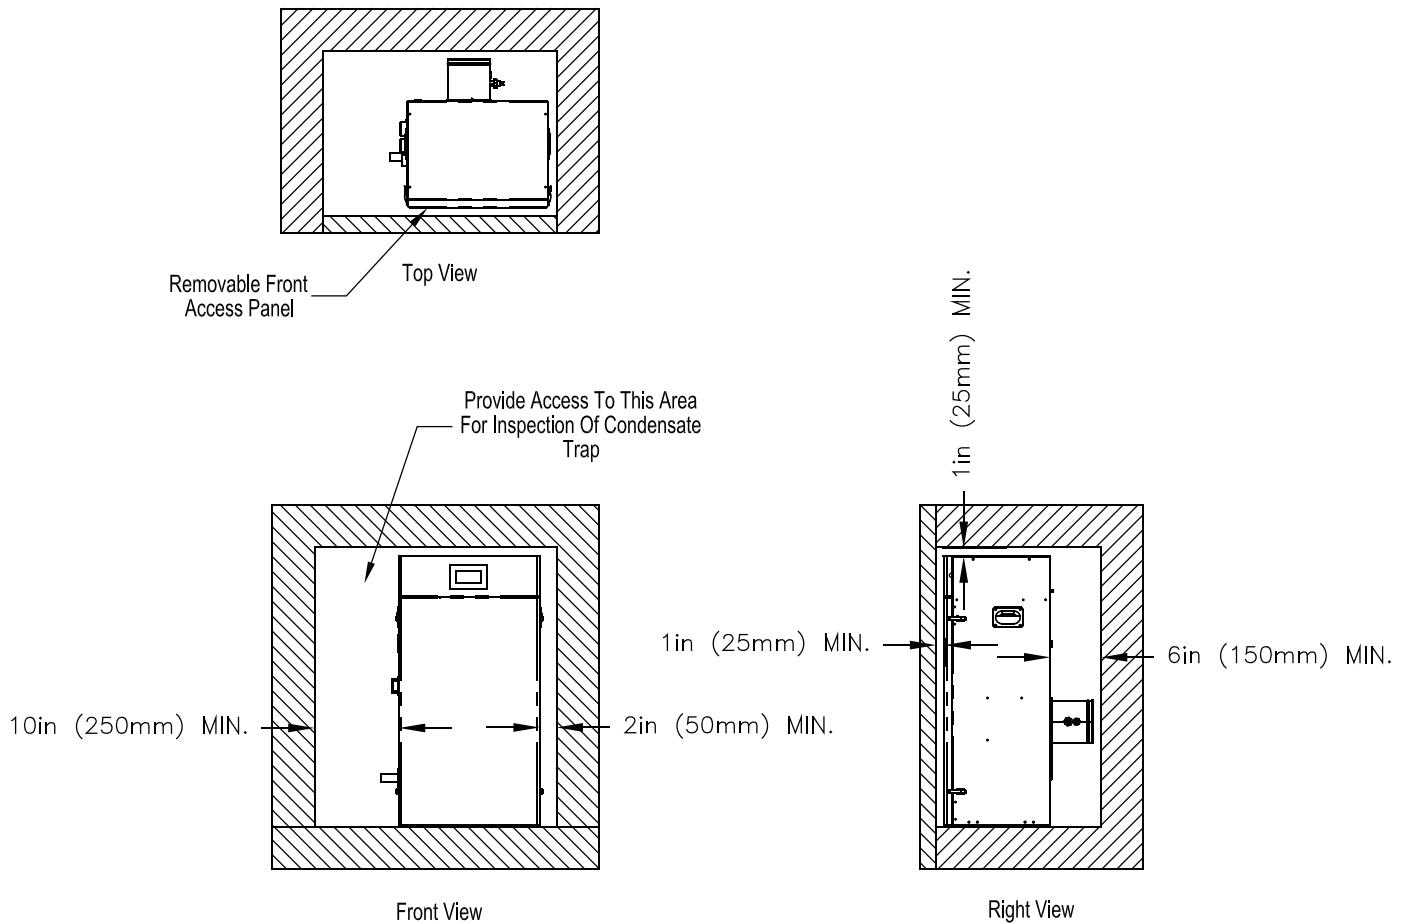 Top View
Removable Front
Access Panel
1in (25mm) MIN.
Provide Access To This Area
For Inspection Of Condensate
Trap
1in (25mm) MIN.
6in (150mm) MIN.
10in (250mm) MIN.
2in (50mm) MIN.
Front View
Right View